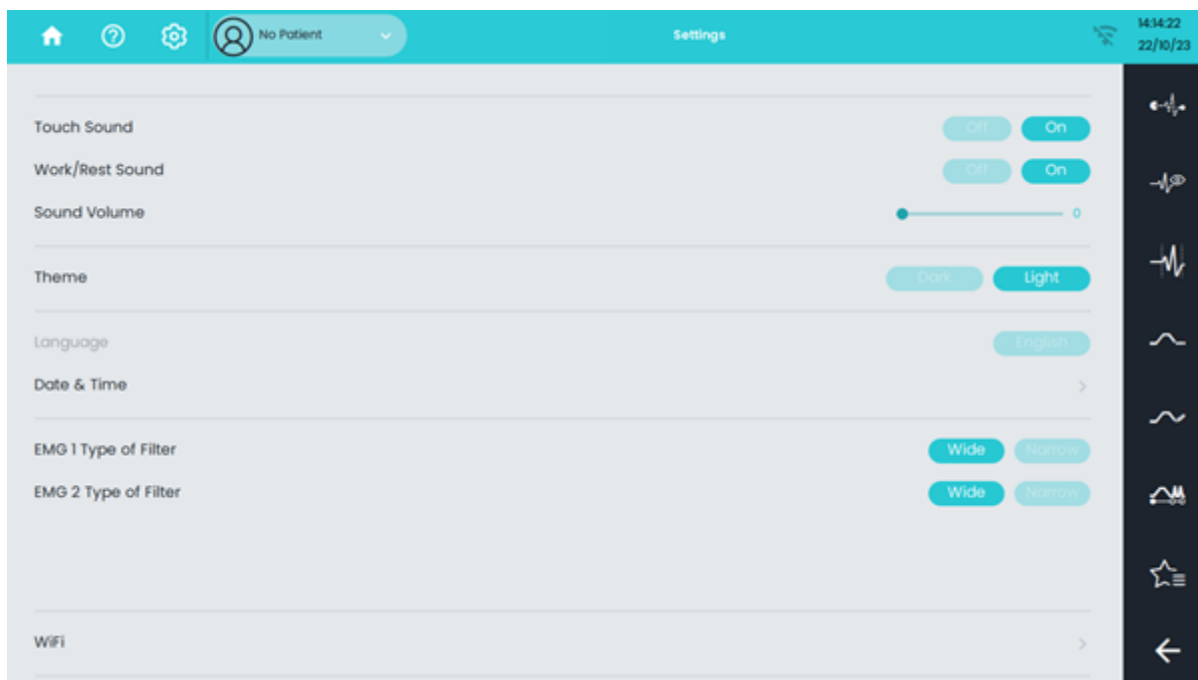 No Patient
Settings
14:14:22
22/10/23
Touch Sound
Off On
Work/Rest Sound
Off On
Sound Volume
0
Theme
Dark Light
Language
English
Date & Time
EMG 1 Type of Filter
Wide Narrow
EMG 2 Type of Filter
Wide Narrow
WiFi